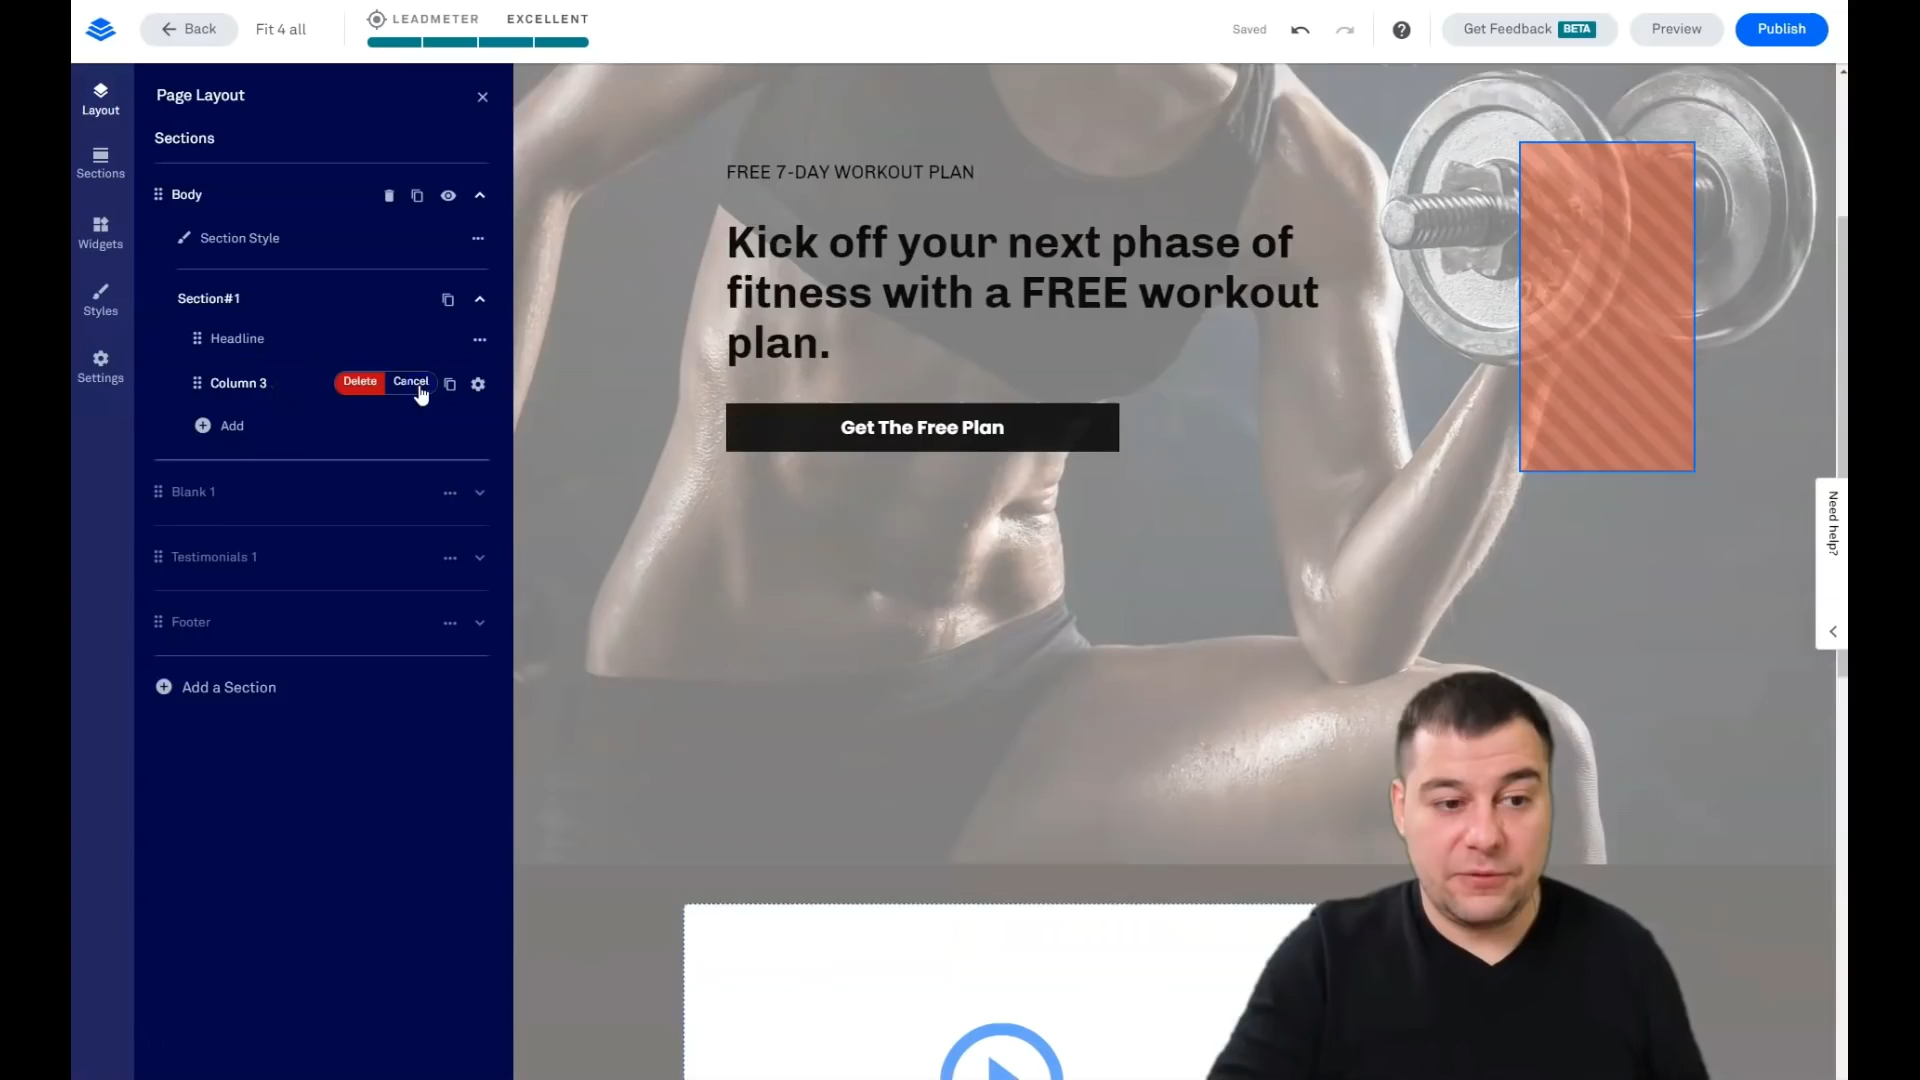 Back
Fit 4 all
LEADMETER EXCELLENT
Saved
Get Feedback BETA
Preview
Publish
Layout
Sections
Widgets
Styles
Settings
Page Layout
Sections
Body
Section Style
Section#1
Headline
Column 3
Delete Cancel
Add
Blank 1
Testimonials 1
Footer
Add a Section
FREE 7-DAY WORKOUT PLAN
Kick off your next phase of
fitness with a FREE workout
plan.
Get The Free Plan
Need help?